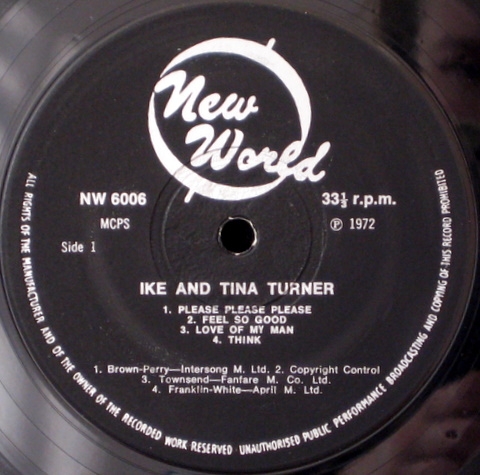 New
World
NW 6006
33⅓ r.p.m.
MCPS
℗ 1972
Side 1
IKE AND TINA TURNER
1. PLEASE PLEASE PLEASE
2. FEEL SO GOOD
3. LOVE OF MY MAN
4. THINK
1. Brown-Perry—Intersong M. Ltd. 2. Copyright Control
3. Townsend—Fanfare M. Co. Ltd.
4. Franklin-White—April M. Ltd.
ALL RIGHTS OF THE MANUFACTURER AND OF THE OWNER OF THE RECORDED WORK RESERVED UNAUTHORISED PUBLIC PERFORMANCE BROADCASTING AND COPYING OF THIS RECORD PROHIBITED